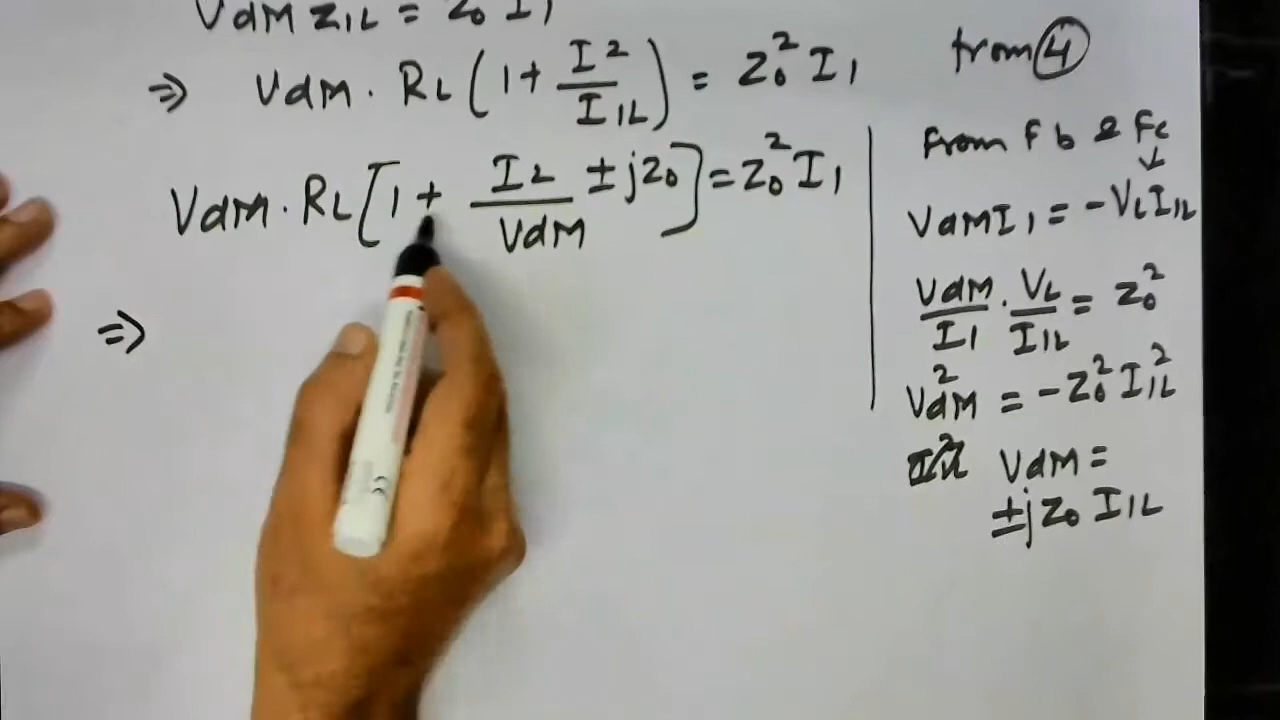 VdM Z1L = Z0 I1
⇒ VdM · RL (1 + I2/I1L) = Z0² I1
VdM · RL [1 + I2/VdM ± jZ0] = Z0² I1
⇒
from ④
From Fb & Fc
↓
VdM I1 = -VL I1L
VdM/I1 · VL/I1L = Z0²
VdM² = -Z0² I1L²
VdM =
±j Z0 I1L